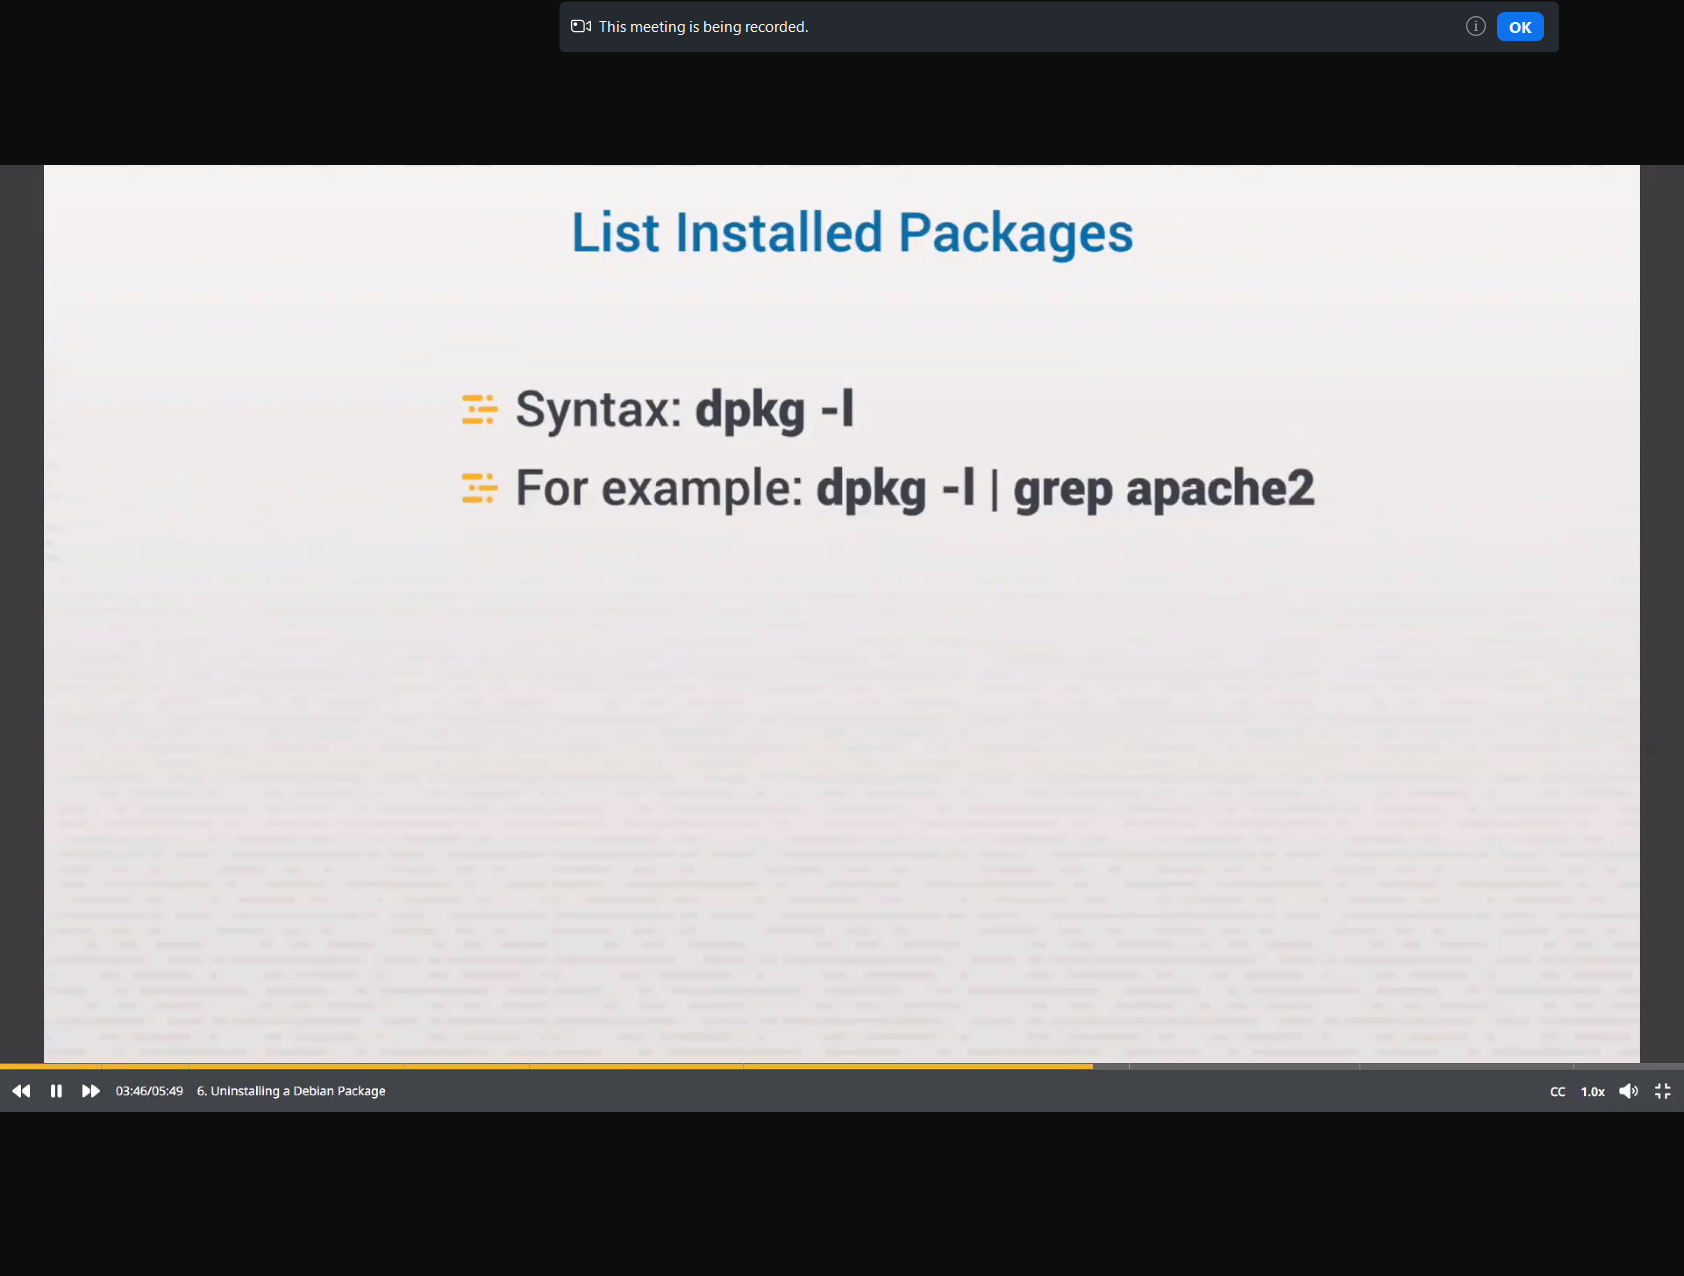 This meeting is being recorded.
OK
List Installed Packages
Syntax: dpkg -l
For example: dpkg -l | grep apache2
03:46/05:49 6. Uninstalling a Debian Package
CC 1.0x